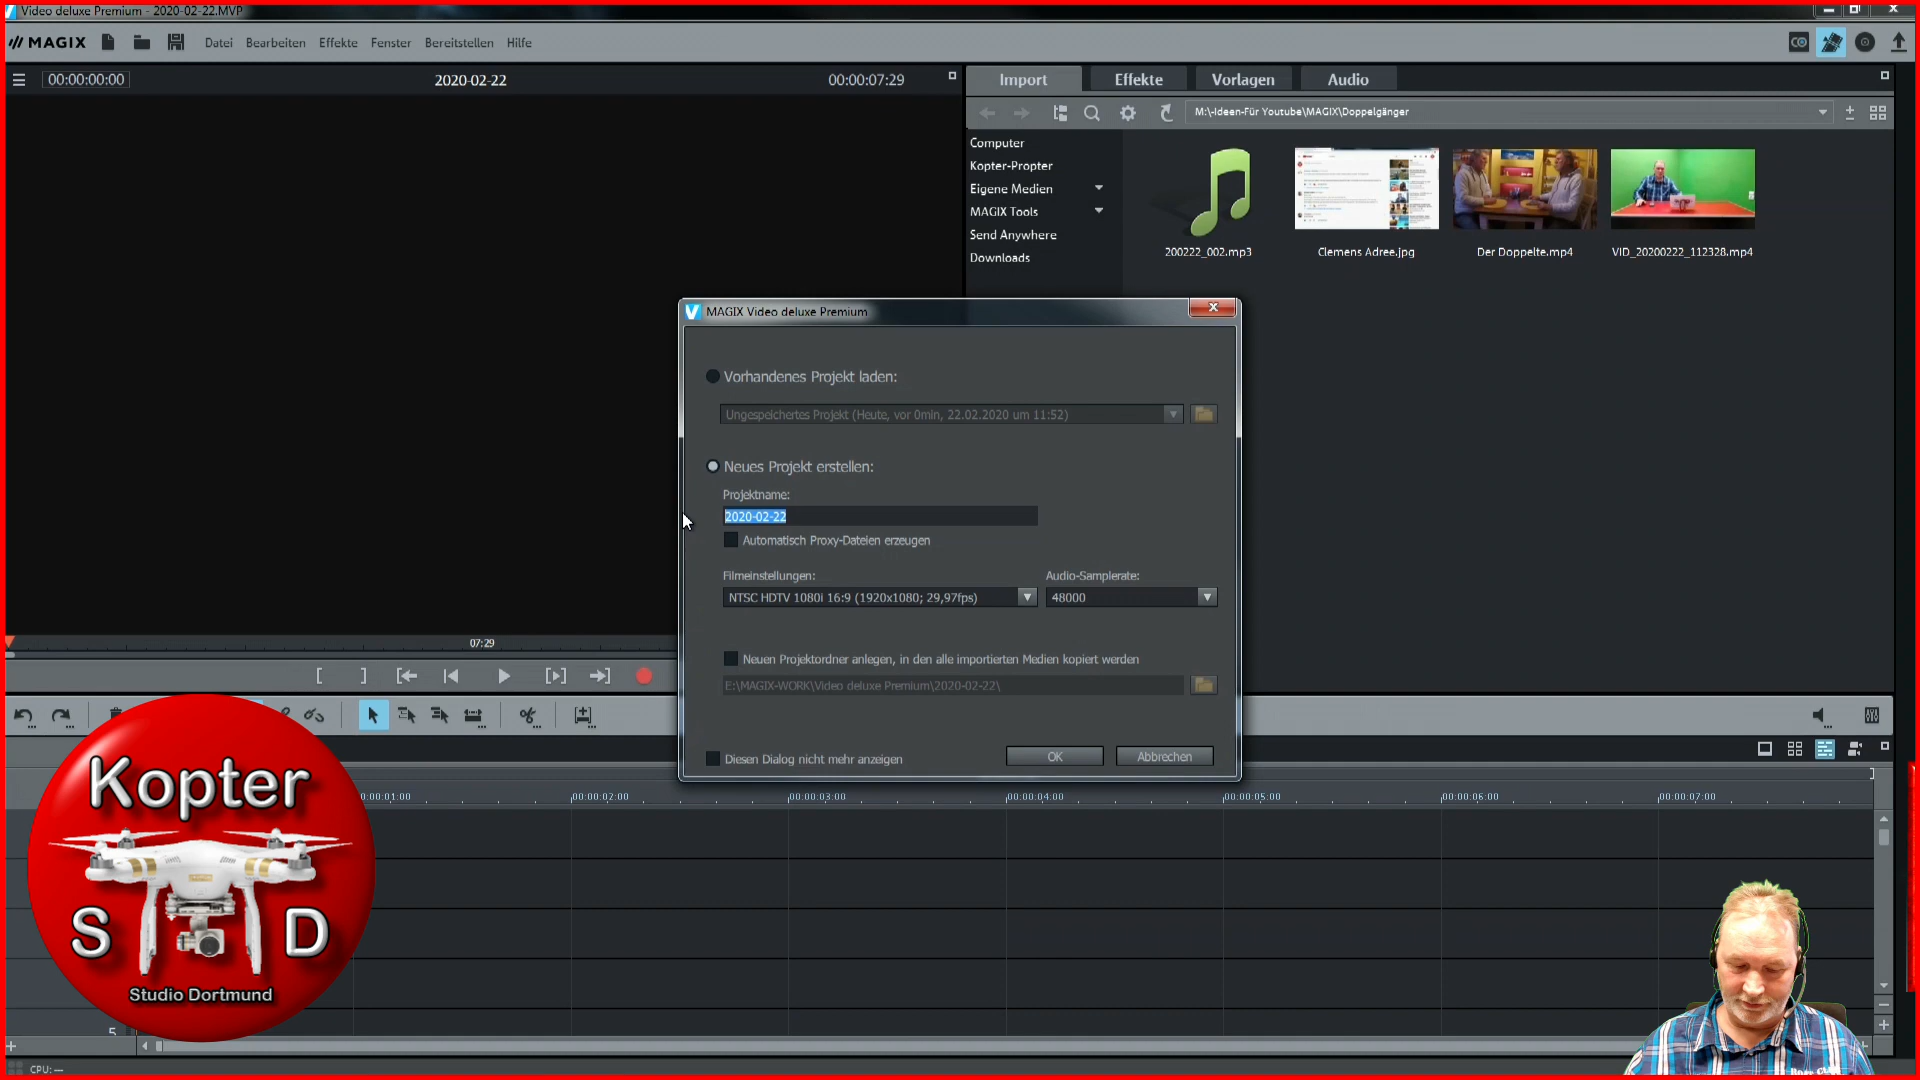 Video deluxe Premium - 2020-02-22.MVP
MAGIX Datei Bearbeiten Effekte Fenster Bereitstellen Hilfe
00:00:00:00 2020-02-22 00:00:07:29
Import Effekte Vorlagen Audio
M:\-Ideen-Für Youtube\MAGIX\Doppelgänger
Computer
Kopter-Propter
Eigene Medien
MAGIX Tools
Send Anywhere
Downloads
200222_002.mp3 Clemens Adree.jpg Der Doppelte.mp4 VID_20200222_112328.mp4
MAGIX Video deluxe Premium
Vorhandenes Projekt laden:
Ungespeichertes Projekt (Heute, vor 0min, 22.02.2020 um 11:52)
Neues Projekt erstellen:
Projektname:
2020-02-22
Automatisch Proxy-Dateien erzeugen
Filmeinstellungen: Audio-Samplerate:
NTSC HDTV 1080i 16:9 (1920x1080; 29,97fps) 48000
Neuen Projektordner anlegen, in den alle importierten Medien kopiert werden
E:\MAGIX-WORK\Video deluxe Premium\2020-02-22\
Diesen Dialog nicht mehr anzeigen OK Abbrechen
07:29
00:00:01:00 00:00:02:00 00:00:03:00 00:00:04:00 00:00:05:00 00:00:06:00 00:00:07:00
Kopter
S D
Studio Dortmund
5
CPU: —